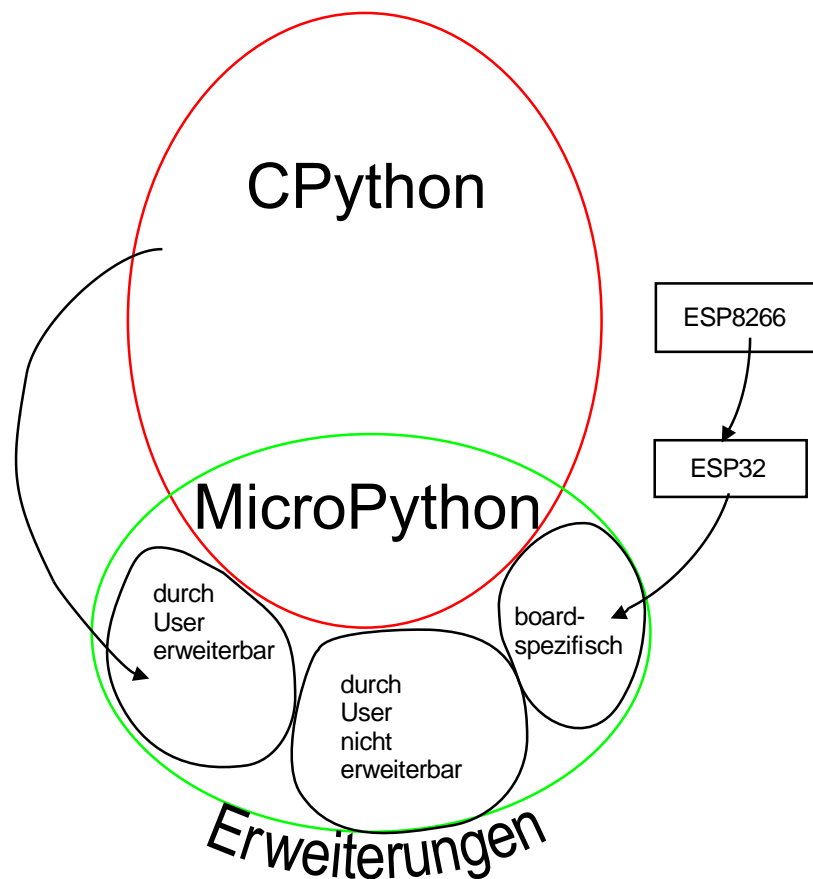 CPython
ESP8266
ESP32
MicroPython
durch
User
erweiterbar
board-
spezifisch
durch
User
nicht
erweiterbar
Erweiterungen